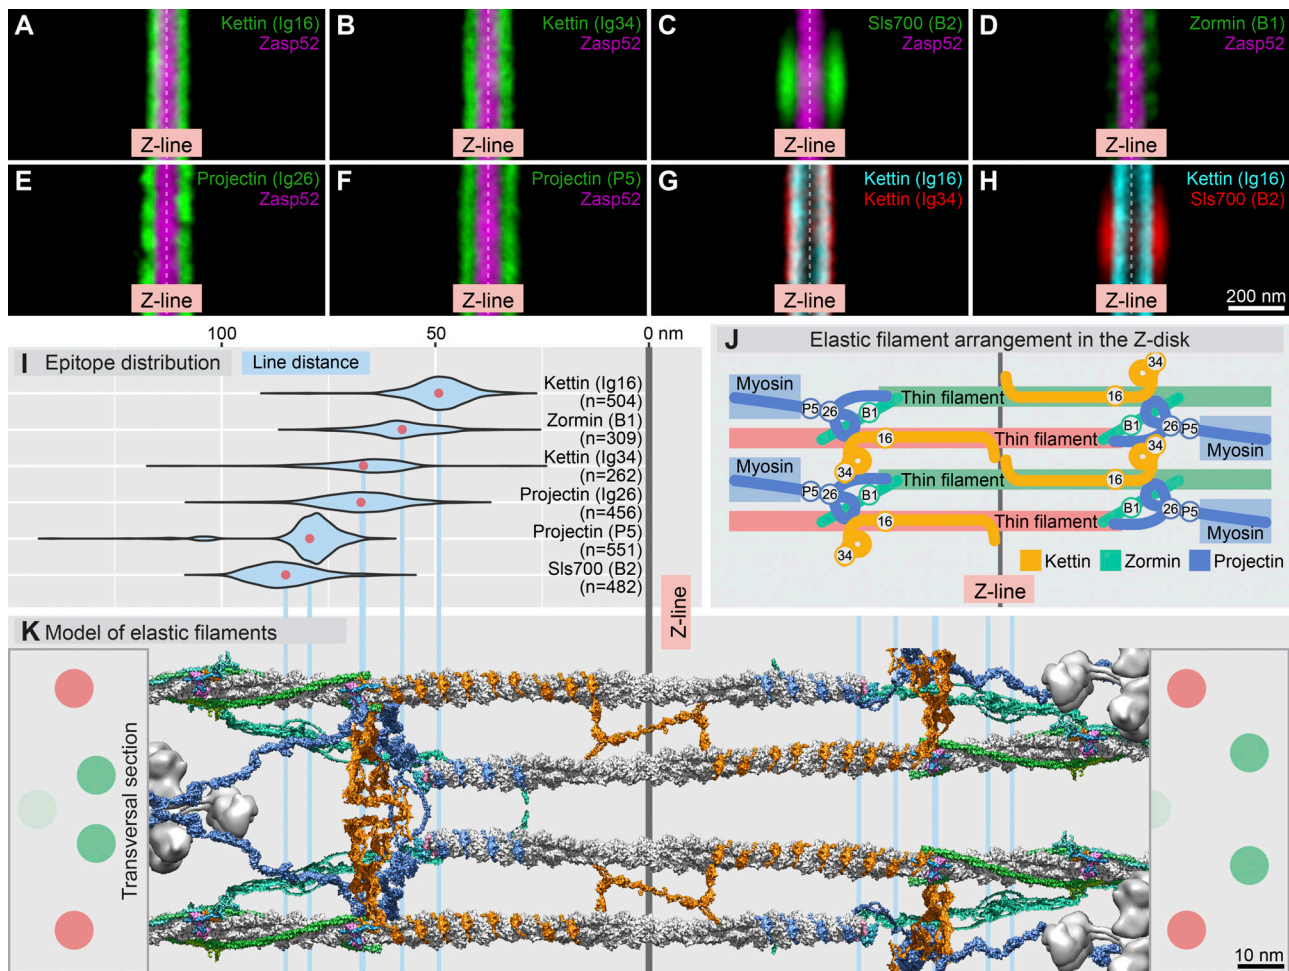 A
Kettin (Ig16)
Zasp52
Z-line
B
Kettin (Ig34)
Zasp52
Z-line
C
Sls700 (B2)
Zasp52
Z-line
D
Zormin (B1)
Zasp52
Z-line
E
Projectin (Ig26)
Zasp52
Z-line
F
Projectin (P5)
Zasp52
Z-line
G
Kettin (Ig16)
Kettin (Ig34)
Z-line
H
Kettin (Ig16)
Sls700 (B2)
Z-line
200 nm
100
50
0 nm
I Epitope distribution
Line distance
Kettin (Ig16)
(n=504)
Zormin (B1)
(n=309)
Kettin (Ig34)
(n=262)
Projectin (Ig26)
(n=456)
Projectin (P5)
(n=551)
Sls700 (B2)
(n=482)
Z-line
J Elastic filament arrangement in the Z-disk
34
Myosin
Thin filament
16
P5 26 B1
B1 26 P5
16
Thin filament
Myosin
34
34
Myosin
Thin filament
16
P5 26 B1
B1 26 P5
16
Thin filament
Myosin
34
Kettin
Zormin
Projectin
Z-line
K Model of elastic filaments
Transversal section
10 nm